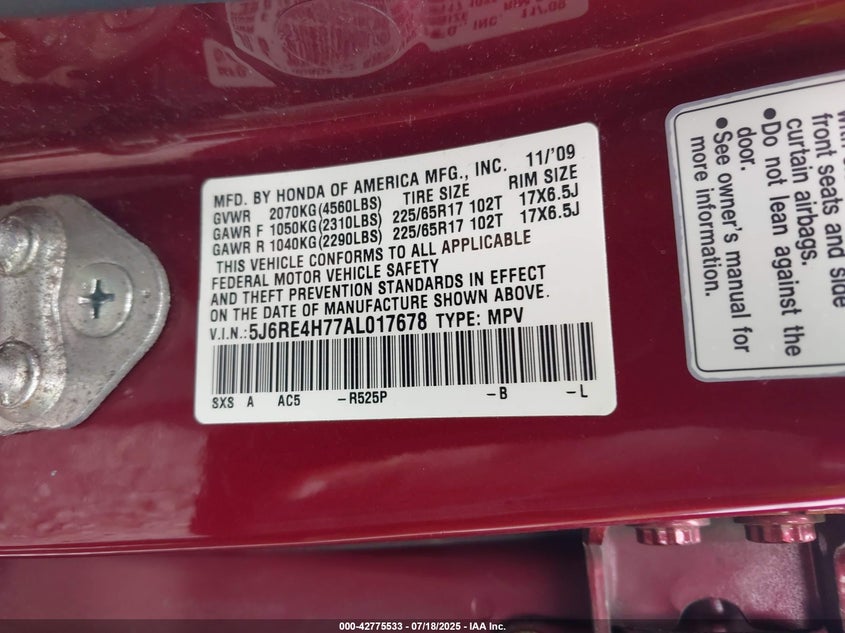 MFD. BY HONDA OF AMERICA MFG., INC. 11/'09
GVWR 2070KG(4560LBS) TIRE SIZE RIM SIZE
GAWR F 1050KG(2310LBS) 225/65R17 102T 17X6.5J
GAWR R 1040KG(2290LBS) 225/65R17 102T 17X6.5J
THIS VEHICLE CONFORMS TO ALL APPLICABLE
FEDERAL MOTOR VEHICLE SAFETY
AND THEFT PREVENTION STANDARDS IN EFFECT
ON THE DATE OF MANUFACTURE SHOWN ABOVE.
V.I.N.:5J6RE4H77AL017678 TYPE: MPV
SXS A AC5 -R525P -B -L
front seats and side
curtain airbags.
•Do not lean against the
door.
•See owner's manual for
more information.
000-42775533 - 07/18/2025 - IAA Inc.